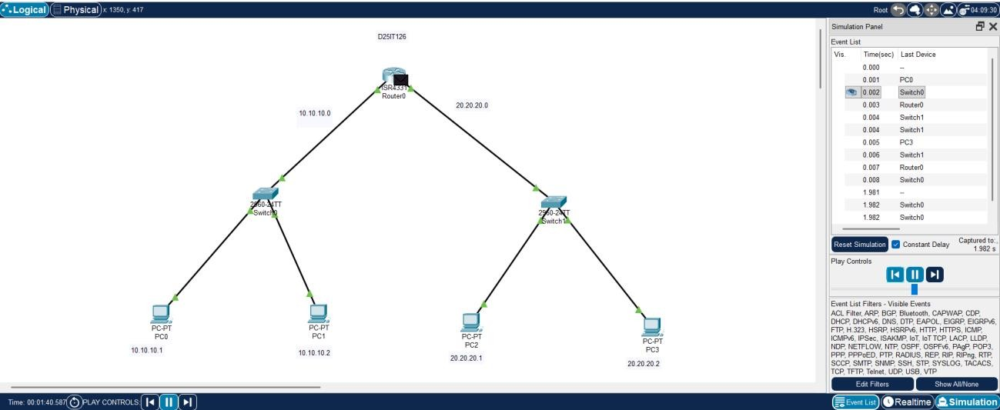 Logical Physical x: 1350, y: 417
Root 04:09:30
D25IT126
ISR4331
Router0
10.10.10.0
20.20.20.0
2960-24TT
Switch0
2960-24TT
Switch1
PC-PT
PC0
10.10.10.1
PC-PT
PC1
10.10.10.2
PC-PT
PC2
20.20.20.1
PC-PT
PC3
20.20.20.2
Simulation Panel
Event List
Vis. Time(sec) Last Device
0.000 --
0.001 PC0
0.002 Switch0
0.003 Router0
0.004 Switch1
0.004 Switch1
0.005 PC3
0.006 Switch1
0.007 Router0
0.008 Switch0
1.981 --
1.982 Switch0
1.982 Switch0
Reset Simulation Constant Delay Captured to:
1.982 s
Play Controls
Event List Filters - Visible Events
ACL Filter, ARP, BGP, Bluetooth, CAPWAP, CDP,
DHCP, DHCPv6, DNS, DTP, EAPOL, EIGRP, EIGRPv6,
FTP, H.323, HSRP, HSRPv6, HTTP, HTTPS, ICMP,
ICMPv6, IPSec, ISAKMP, IoT, IoT TCP, LACP, LLDP,
NDP, NETFLOW, NTP, OSPF, OSPFv6, PAgP, POP3,
PPP, PPPoED, PTP, RADIUS, REP, RIP, RIPng, RTP,
SCCP, SMTP, SNMP, SSH, STP, SYSLOG, TACACS,
TCP, TFTP, Telnet, UDP, USB, VTP
Edit Filters Show All/None
Time: 00:01:40.587 PLAY CONTROLS:
Event List Realtime Simulation